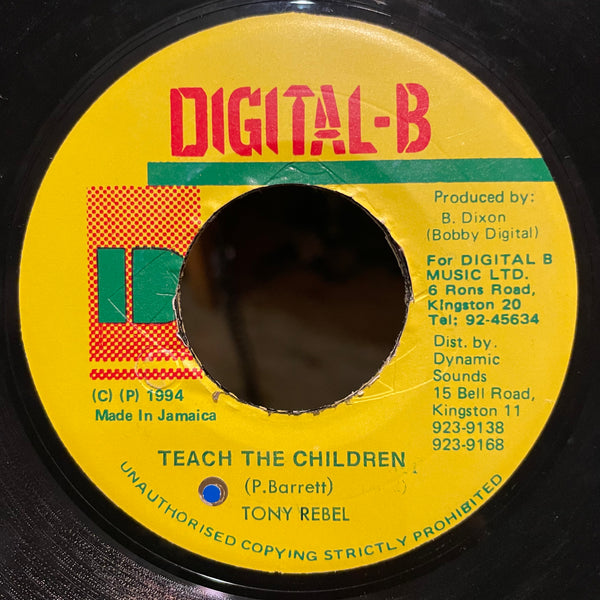 DIGITAL-B
Produced by:
B. Dixon
(Bobby Digital)
For DIGITAL B
MUSIC LTD.
6 Rons Road,
Kingston 20
Tel: 92-45634
Dist. by.
Dynamic
Sounds
15 Bell Road,
Kingston 11
923-9138
923-9168
(C) (P) 1994
Made In Jamaica
TEACH THE CHILDREN
(P.Barrett)
TONY REBEL
UNAUTHORISED COPYING STRICTLY PROHIBITED